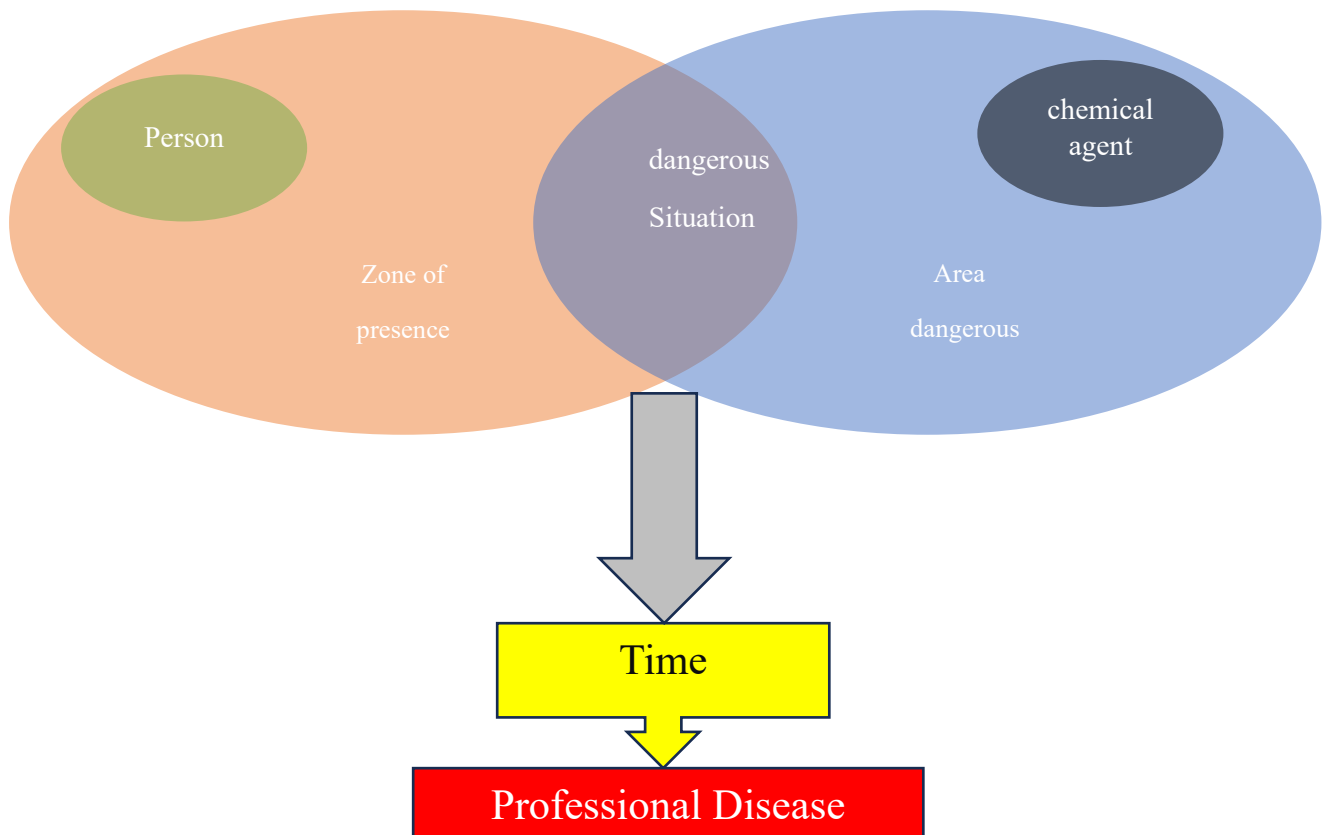 Person
chemical
agent
dangerous
Situation
Zone of
presence
Area
dangerous
Time
Professional Disease